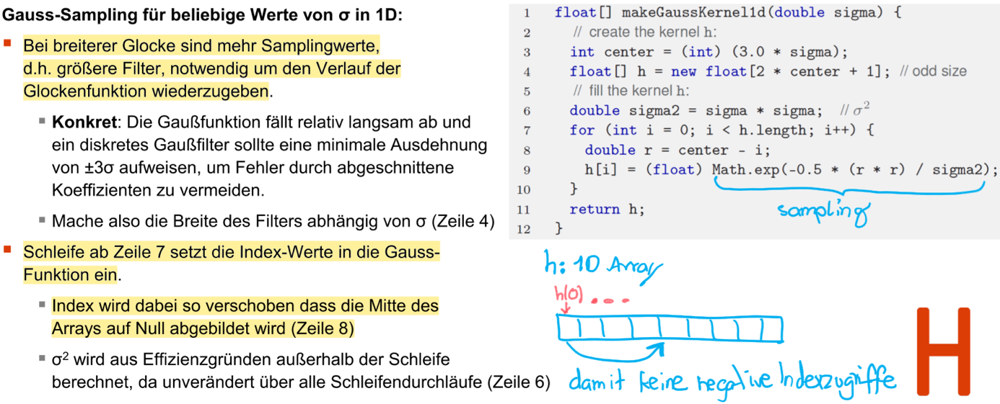 Gauss-Sampling für beliebige Werte von σ in 1D:
Bei breiterer Glocke sind mehr Samplingwerte,
d.h. größere Filter, notwendig um den Verlauf der
Glockenfunktion wiederzugeben.
Konkret: Die Gaußfunktion fällt relativ langsam ab und
ein diskretes Gaußfilter sollte eine minimale Ausdehnung
von ±3σ aufweisen, um Fehler durch abgeschnittene
Koeffizienten zu vermeiden.
Mache also die Breite des Filters abhängig von σ (Zeile 4)
Schleife ab Zeile 7 setzt die Index-Werte in die Gauss-
Funktion ein.
Index wird dabei so verschoben dass die Mitte des
Arrays auf Null abgebildet wird (Zeile 8)
σ² wird aus Effizienzgründen außerhalb der Schleife
berechnet, da unverändert über alle Schleifendurchläufe (Zeile 6)
1 float[] makeGaussKernel1d(double sigma) {
2 // create the kernel h:
3 int center = (int) (3.0 * sigma);
4 float[] h = new float[2 * center + 1]; // odd size
5 // fill the kernel h:
6 double sigma2 = sigma * sigma; // σ²
7 for (int i = 0; i < h.length; i++) {
8 double r = center - i;
9 h[i] = (float) Math.exp(-0.5 * (r * r) / sigma2);
10 }
11 return h;
12 }
sampling
h: 1D Array
h(0) ...
damit keine negative Indexzugriffe
H